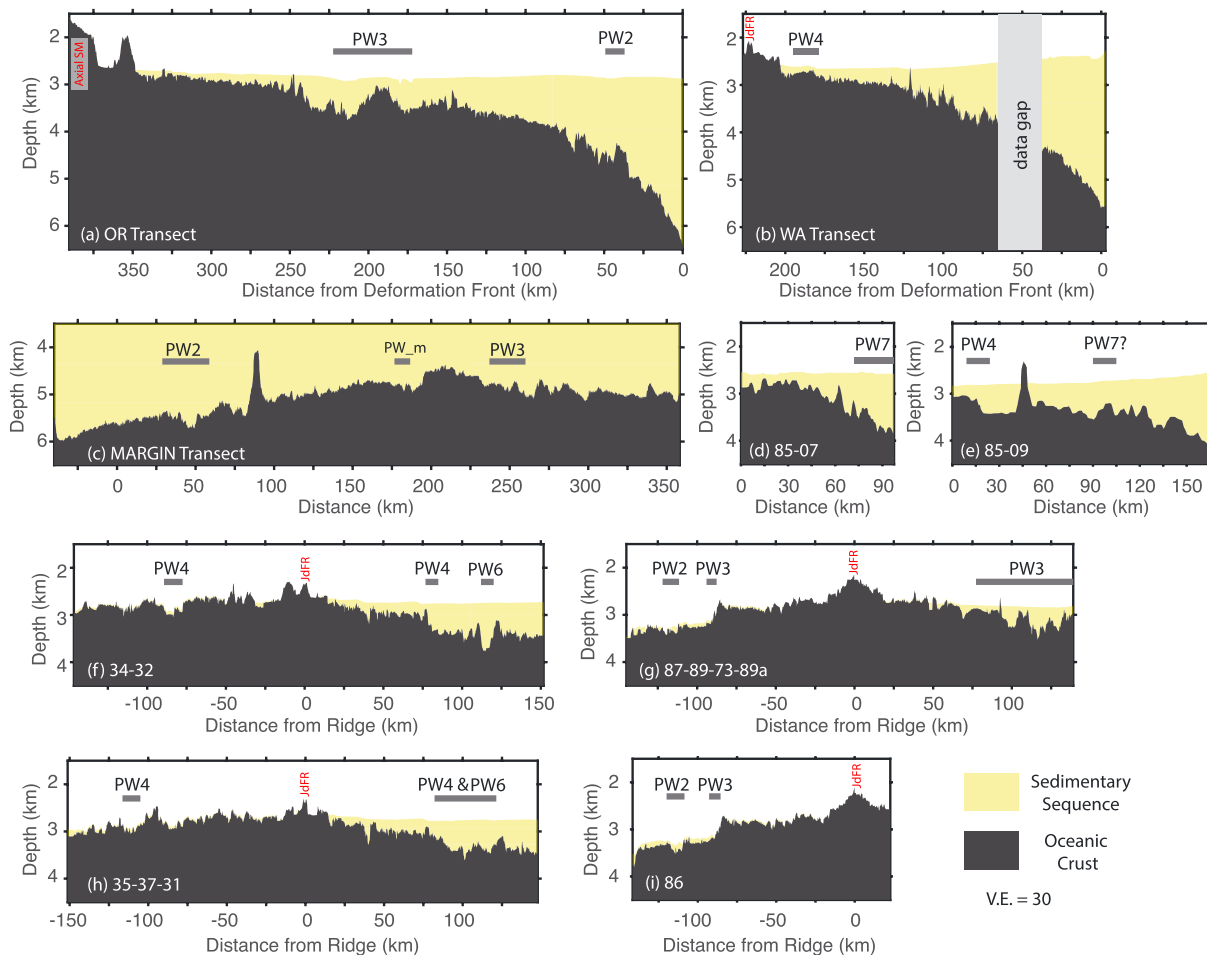 Depth (km)
2
3
4
5
6
Axial SM
PW3
PW2
(a) OR Transect
350
300
250
200
150
100
50
0
Distance from Deformation Front (km)
Depth (km)
2
3
4
5
6
JdFR
PW4
data gap
(b) WA Transect
200
150
100
50
0
Distance from Deformation Front (km)
Depth (km)
4
5
6
PW2
PW_m
PW3
(c) MARGIN Transect
0
50
100
150
200
250
300
350
Distance (km)
Depth (km)
2
3
4
PW7
(d) 85-07
0
30
60
90
Distance (km)
Depth (km)
2
3
4
PW4
PW7?
(e) 85-09
0
30
60
90
120
150
Distance (km)
Depth (km)
2
3
4
PW4
JdFR
PW4
PW6
(f) 34-32
-100
-50
0
50
100
150
Distance from Ridge (km)
Depth (km)
2
3
4
PW2
PW3
JdFR
PW3
(g) 87-89-73-89a
-100
-50
0
50
100
Distance from Ridge (km)
Depth (km)
2
3
4
PW4
JdFR
PW4 &PW6
(h) 35-37-31
-150
-100
-50
0
50
100
Distance from Ridge (km)
Depth (km)
2
3
4
PW2
PW3
JdFR
(i) 86
-100
-50
0
Distance from Ridge (km)
Sedimentary
Sequence
Oceanic
Crust
V.E. = 30